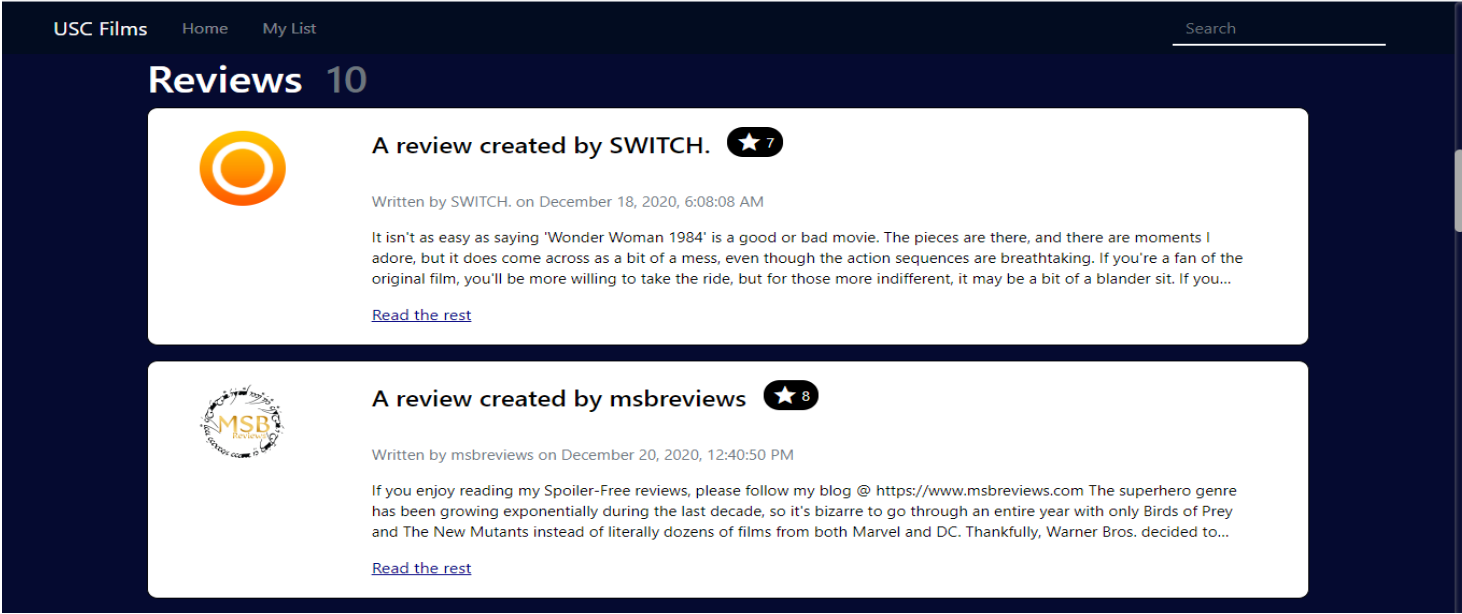 USC Films Home My List Search
Reviews 10
A review created by SWITCH. ★ 7
Written by SWITCH. on December 18, 2020, 6:08:08 AM
It isn't as easy as saying 'Wonder Woman 1984' is a good or bad movie. The pieces are there, and there are moments I
adore, but it does come across as a bit of a mess, even though the action sequences are breathtaking. If you're a fan of the
original film, you'll be more willing to take the ride, but for those more indifferent, it may be a bit of a blander sit. If you...
Read the rest
MSB
Reviews
A review created by msbreviews ★ 8
Written by msbreviews on December 20, 2020, 12:40:50 PM
If you enjoy reading my Spoiler-Free reviews, please follow my blog @ https://www.msbreviews.com The superhero genre
has been growing exponentially during the last decade, so it's bizarre to go through an entire year with only Birds of Prey
and The New Mutants instead of literally dozens of films from both Marvel and DC. Thankfully, Warner Bros. decided to...
Read the rest